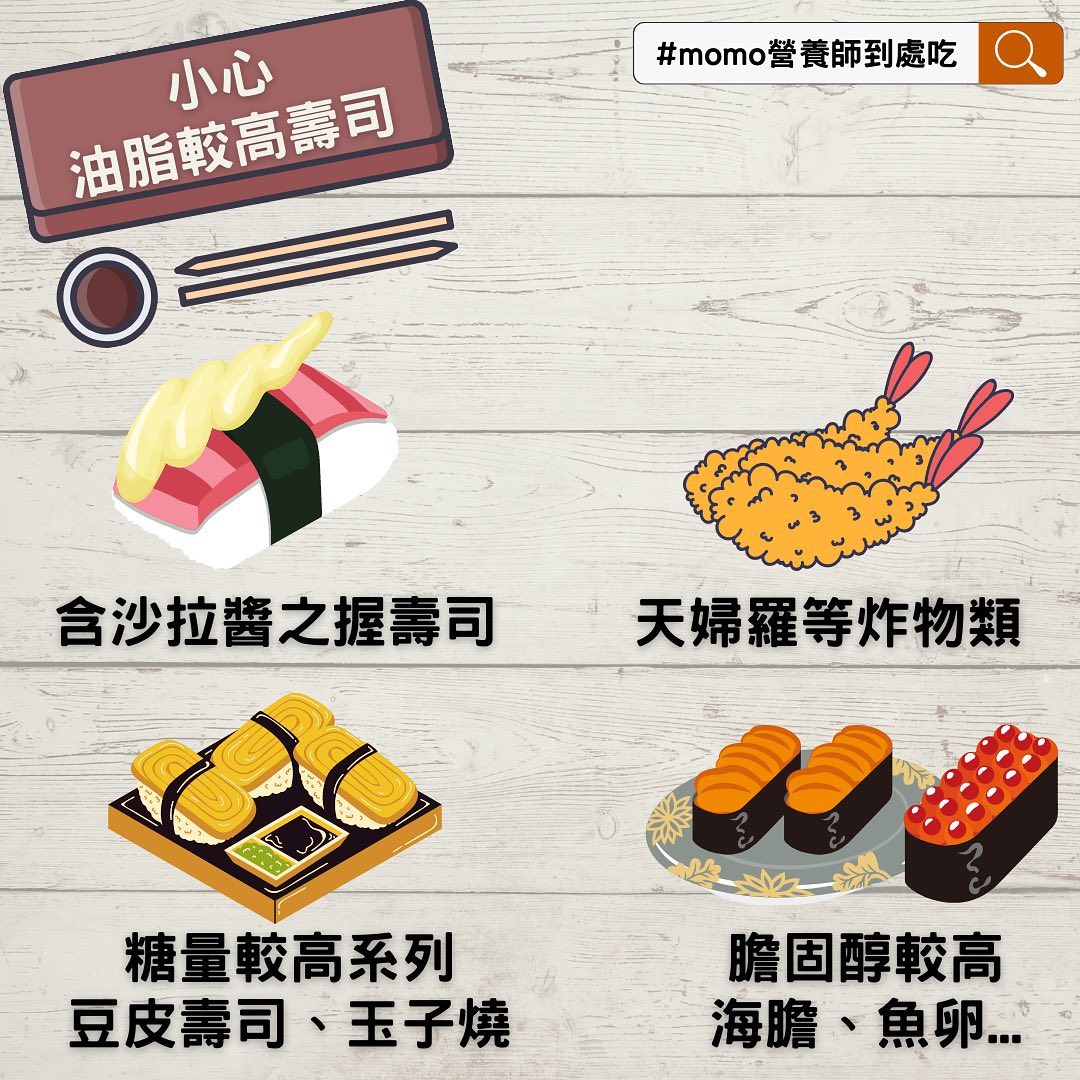 小心
油脂較高壽司
#momo營養師到處吃
含沙拉醬之握壽司
天婦羅等炸物類
糖量較高系列
豆皮壽司、玉子燒
膽固醇較高
海膽、魚卵...